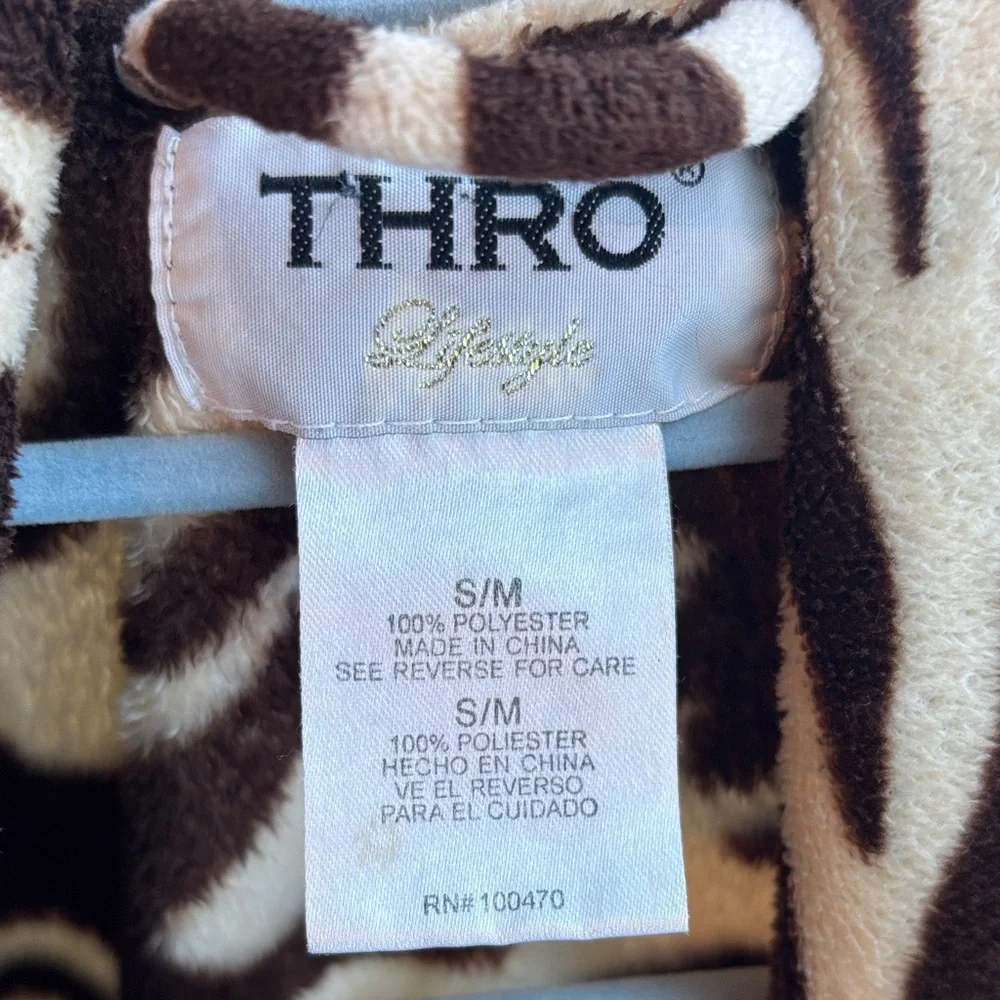 THRO®
Lifestyle
S/M
100% POLYESTER
MADE IN CHINA
SEE REVERSE FOR CARE
S/M
100% POLIESTER
HECHO EN CHINA
VE EL REVERSO
PARA EL CUIDADO
RN# 100470